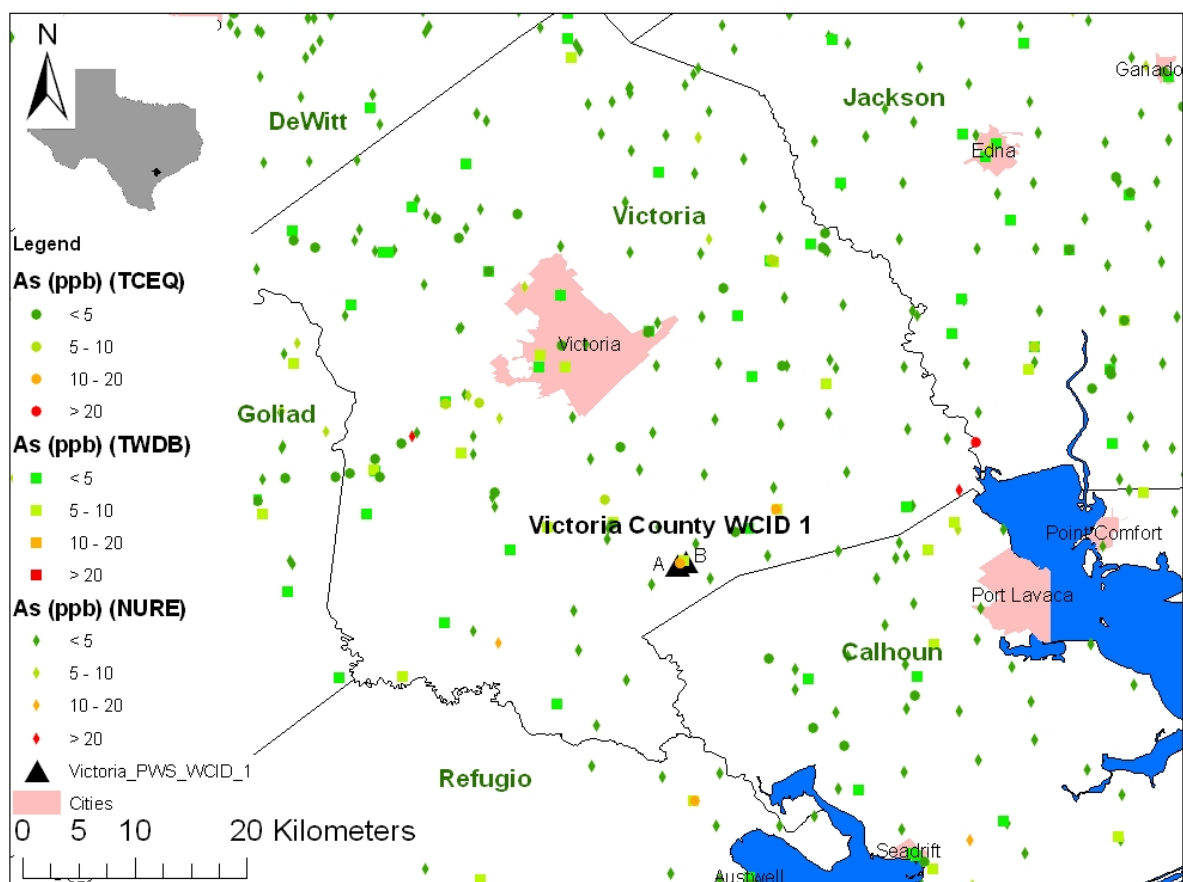 N
Ganado
Jackson
DeWitt
Edna
Victoria
Legend
As (ppb) (TCEQ)
< 5
5 - 10
10 - 20
> 20
Victoria
Goliad
As (ppb) (TWDB)
< 5
5 - 10
10 - 20
> 20
Victoria County WCID 1
A
B
Point Comfort
Port Lavaca
As (ppb) (NURE)
< 5
5 - 10
10 - 20
> 20
Calhoun
Victoria_PWS_WCID_1
Cities
Refugio
0 5 10 20 Kilometers
Seadrift
Austwell